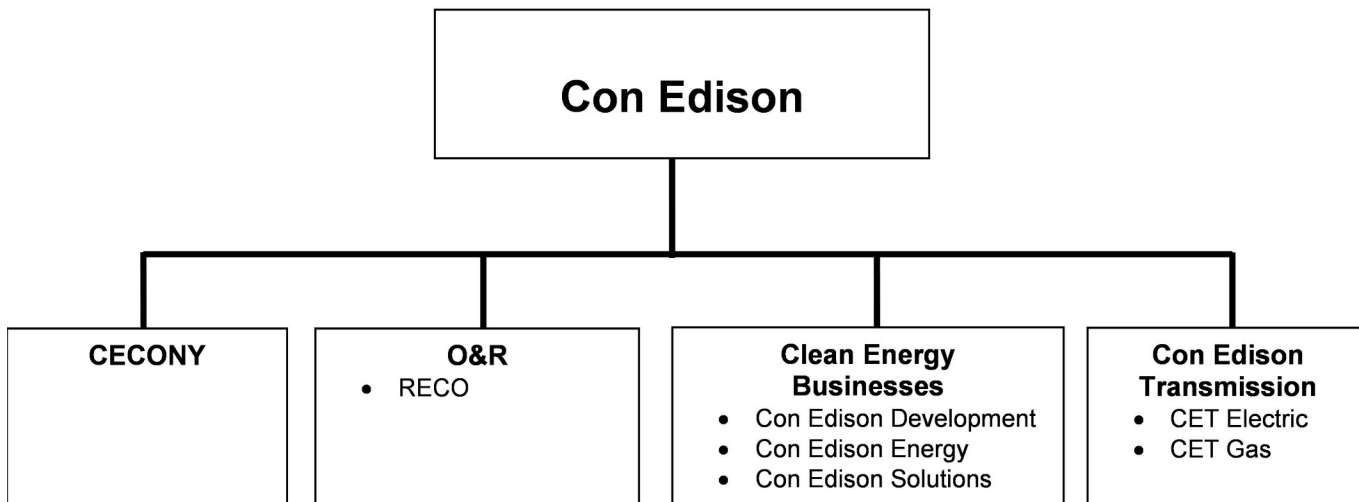 Con Edison
CECONY
O&R
• RECO
Clean Energy
Businesses
• Con Edison Development
• Con Edison Energy
• Con Edison Solutions
Con Edison
Transmission
• CET Electric
• CET Gas